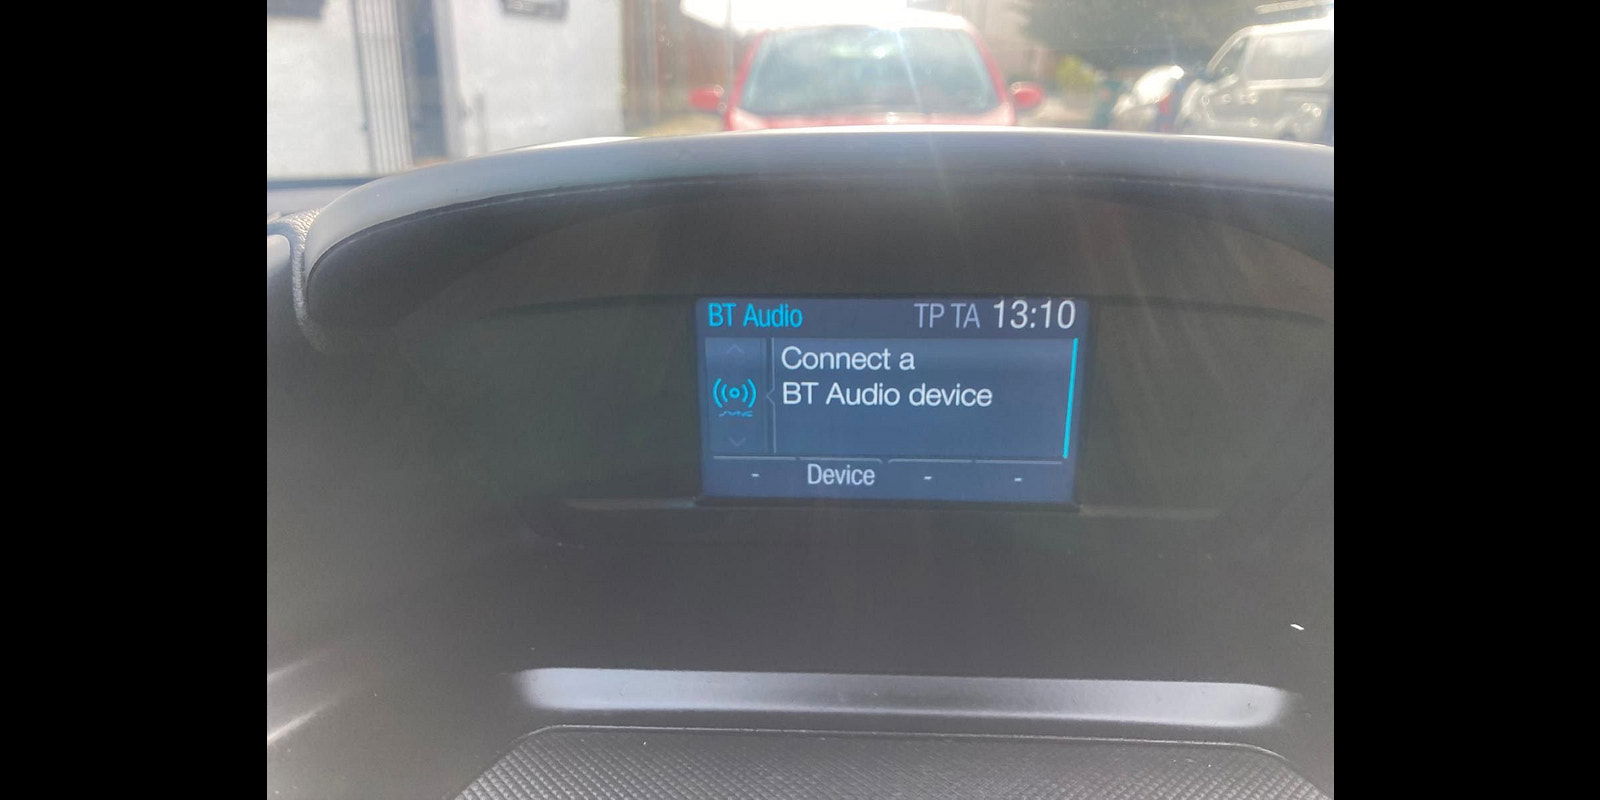 BT Audio TP TA 13:10
Connect a
BT Audio device
- Device - -